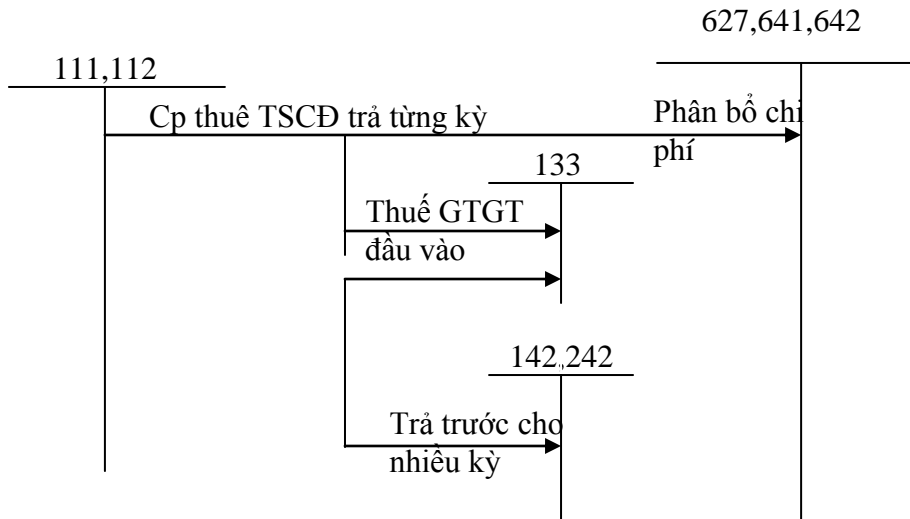 627,641,642
111,112
Cp thuê TSCĐ trả từng kỳ
Phân bổ chi
phí
133
Thuế GTGT
đầu vào
142,242
Trả trước cho
nhiều kỳ